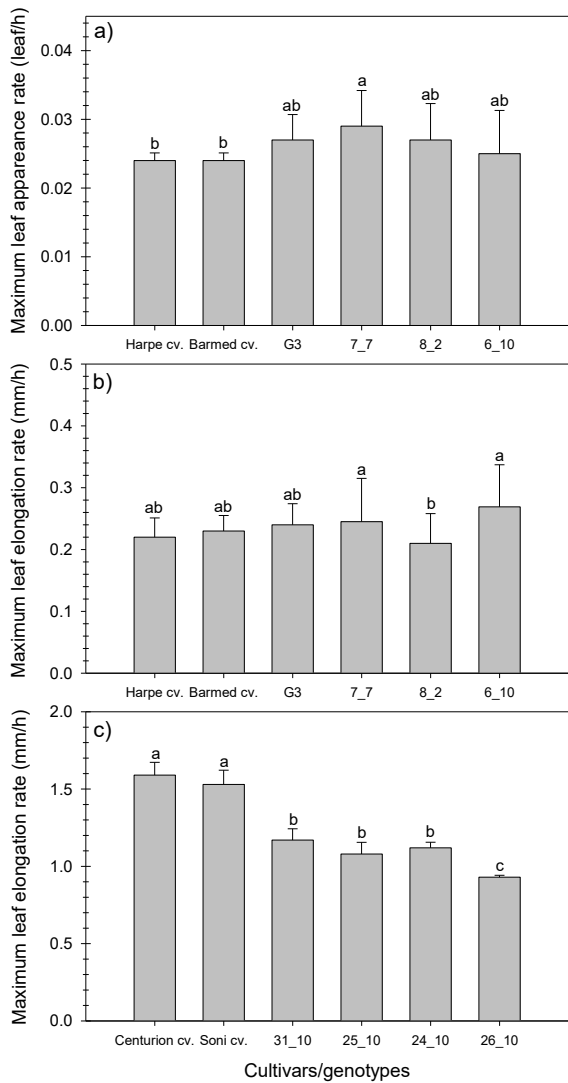 a)
Maximum leaf appareance rate (leaf/h)
0.04
0.03
0.02
0.01
0.00
b b ab a ab ab
Harpe cv. Barmed cv. G3 7_7 8_2 6_10
b)
Maximum leaf elongation rate (mm/h)
0.5
0.4
0.3
0.2
0.1
0.0
ab ab ab a b a
Harpe cv. Barmed cv. G3 7_7 8_2 6_10
c)
Maximum leaf elongation rate (mm/h)
2.0
1.5
1.0
0.5
0.0
a a b b b c
Centurion cv. Soni cv. 31_10 25_10 24_10 26_10
Cultivars/genotypes